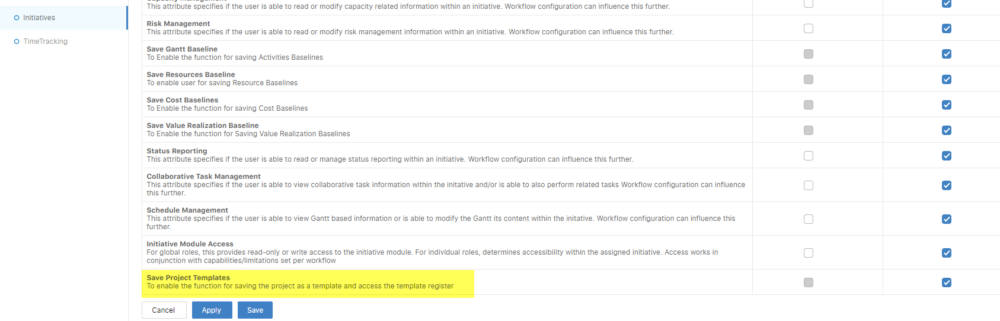 Initiatives
TimeTracking
Capacity Management
This attribute specifies if the user is able to read or modify capacity related information within an initiative. Workflow configuration can influence this further.
Risk Management
This attribute specifies if the user is able to read or modify risk management information within an initiative. Workflow configuration can influence this further.
Save Gantt Baseline
To Enable the function for saving Activities Baselines
Save Resources Baseline
To enable user for saving Resource Baselines
Save Cost Baselines
To Enable the function for saving Cost Baselines
Save Value Realization Baseline
To Enable the function for Saving Value Realization Baselines
Status Reporting
This attribute specifies if the user is able to read or manage status reporting within an initiative. Workflow configuration can influence this further.
Collaborative Task Management
This attribute specifies if the user is able to view collaborative task information within the initative and/or is able to also perform related tasks Workflow configuration can influence
this further.
Schedule Management
This attribute specifies if the user is able to view Gantt based information or is able to modify the Gantt its content within the initative. Workflow configuration can influence this
further.
Initiative Module Access
For global roles, this provides read-only or write access to the initiative module. For individual roles, determines accessibility within the assigned initiative. Access works in
conjunction with capabilities/limitations set per workflow
Save Project Templates
To enable the function for saving the project as a template and access the template register
Cancel
Apply
Save